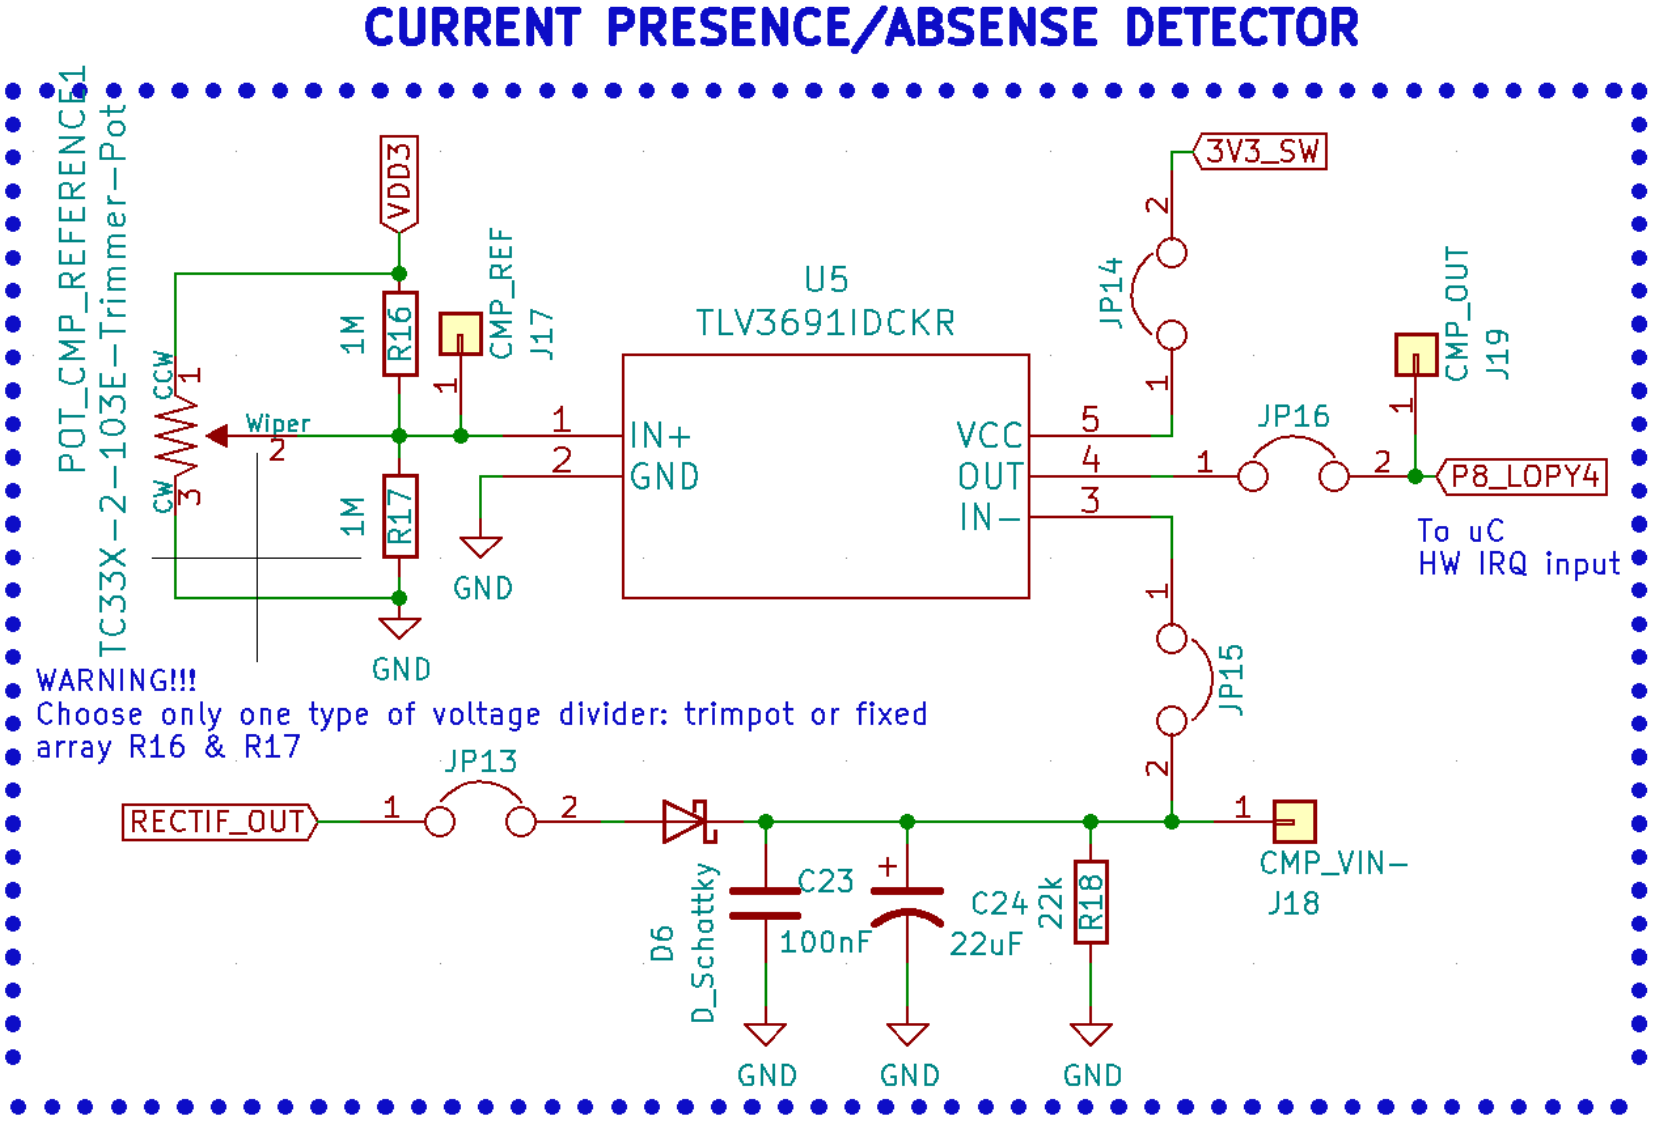 CURRENT PRESENCE/ABSENSE DETECTOR
POT_CMP_REFERENCE1
TC33X-2-103E-Trimmer-Pot
VDD3
3V3_SW
2
JP14
1
CMP_REF
J17
1
1M
R16
CCW
1
Wiper
2
CW
3
1M
R17
GND
GND
U5
TLV3691IDCKR
1
IN+
2
GND
VCC
5
OUT
4
IN-
3
JP16
1
2
CMP_OUT
J19
1
P8_LOPY4
To uC
HW IRQ input
1
JP15
2
WARNING!!!
Choose only one type of voltage divider: trimpot or fixed
array R16 & R17
JP13
RECTIF_OUT
1
2
D6
D_Schottky
C23
100nF
+
C24
22uF
22k
R18
1
CMP_VIN-
J18
GND
GND
GND